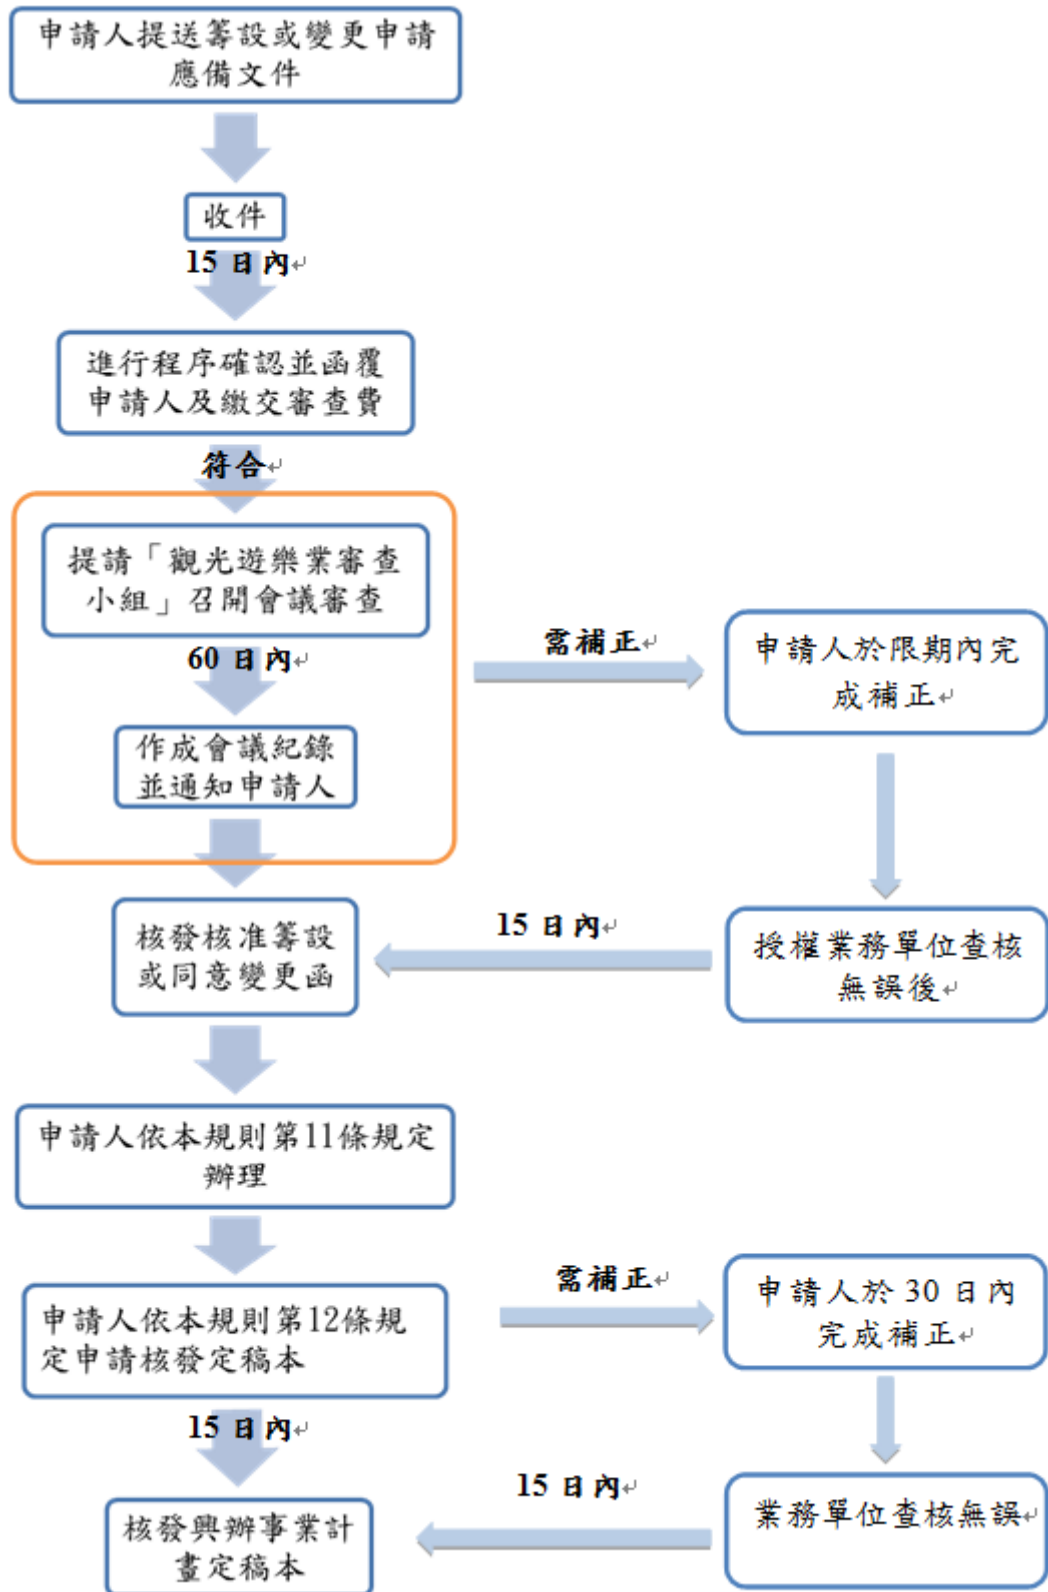 申請人提送籌設或變更申請
應備文件
收件
15 日內
進行程序確認並函覆
申請人及繳交審查費
符合
提請「觀光遊樂業審查
小組」召開會議審查
60 日內
作成會議紀錄
並通知申請人
需補正
申請人於限期內完
成補正
授權業務單位查核
無誤後
15 日內
核發核准籌設
或同意變更函
申請人依本規則第11條規定
辦理
申請人依本規則第12條規
定申請核發定稿本
需補正
申請人於 30 日內
完成補正
業務單位查核無誤
15 日內
15 日內
核發興辦事業計
畫定稿本